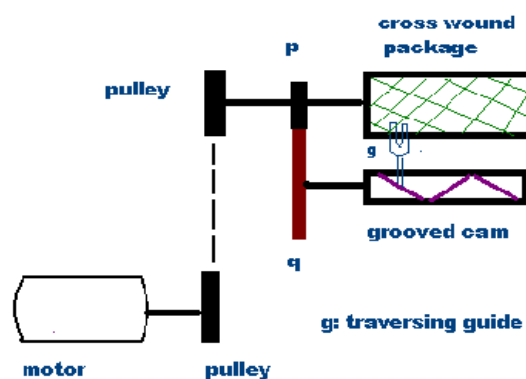 cross wound
package
p
pulley
g
grooved cam
q
g: traversing guide
motor
pulley